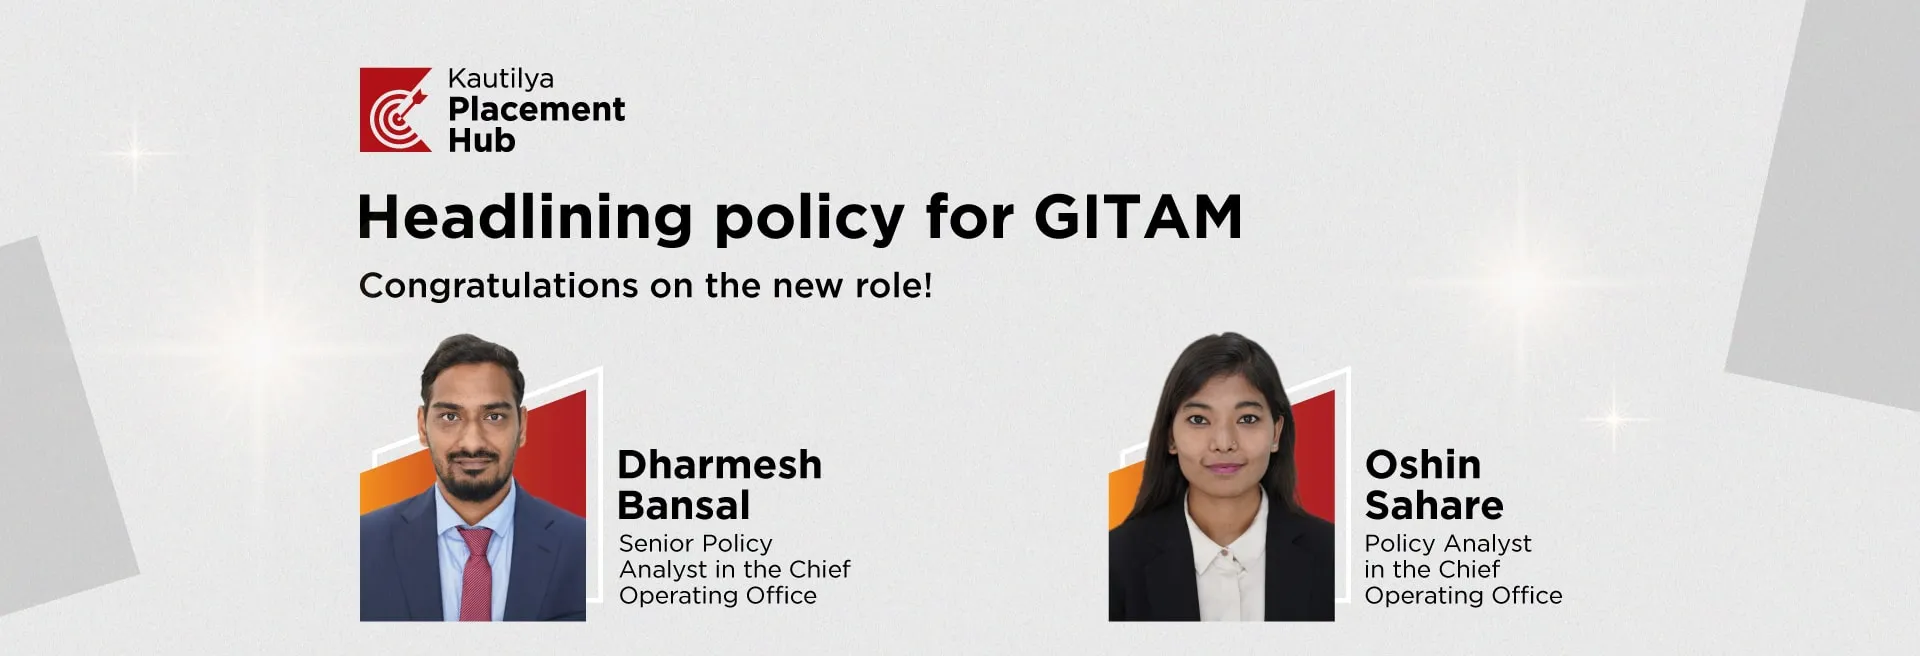 Kautilya
Placement
Hub
Headlining policy for GITAM
Congratulations on the new role!
Dharmesh
Bansal
Senior Policy
Analyst in the Chief
Operating Office
Oshin
Sahare
Policy Analyst
in the Chief
Operating Office